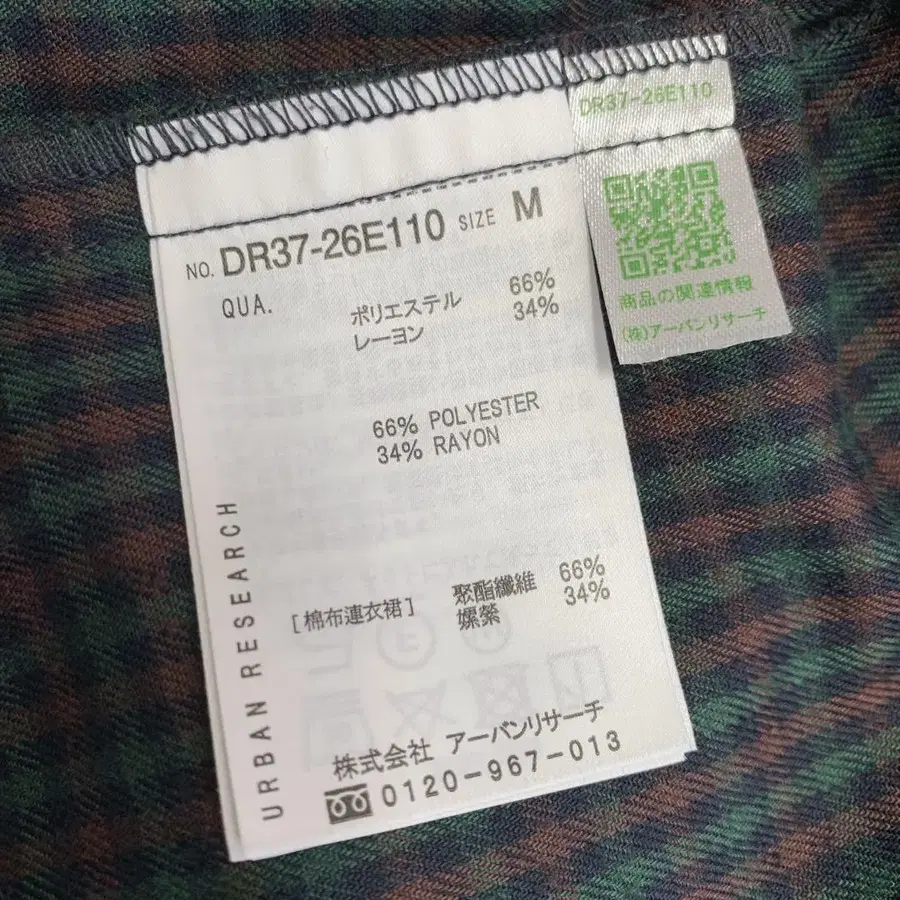 NO. DR37-26E110 SIZE M
QUA.
ポリエステル 66%
レーヨン 34%
66% POLYESTER
34% RAYON
[棉布連衣裙]
聚酯纖維 66%
嫘縈 34%
URBAN RESEARCH
株式会社 アーバンリサーチ
0120-967-013
DR37-26E110
商品の関連情報
(株)アーバンリサーチ